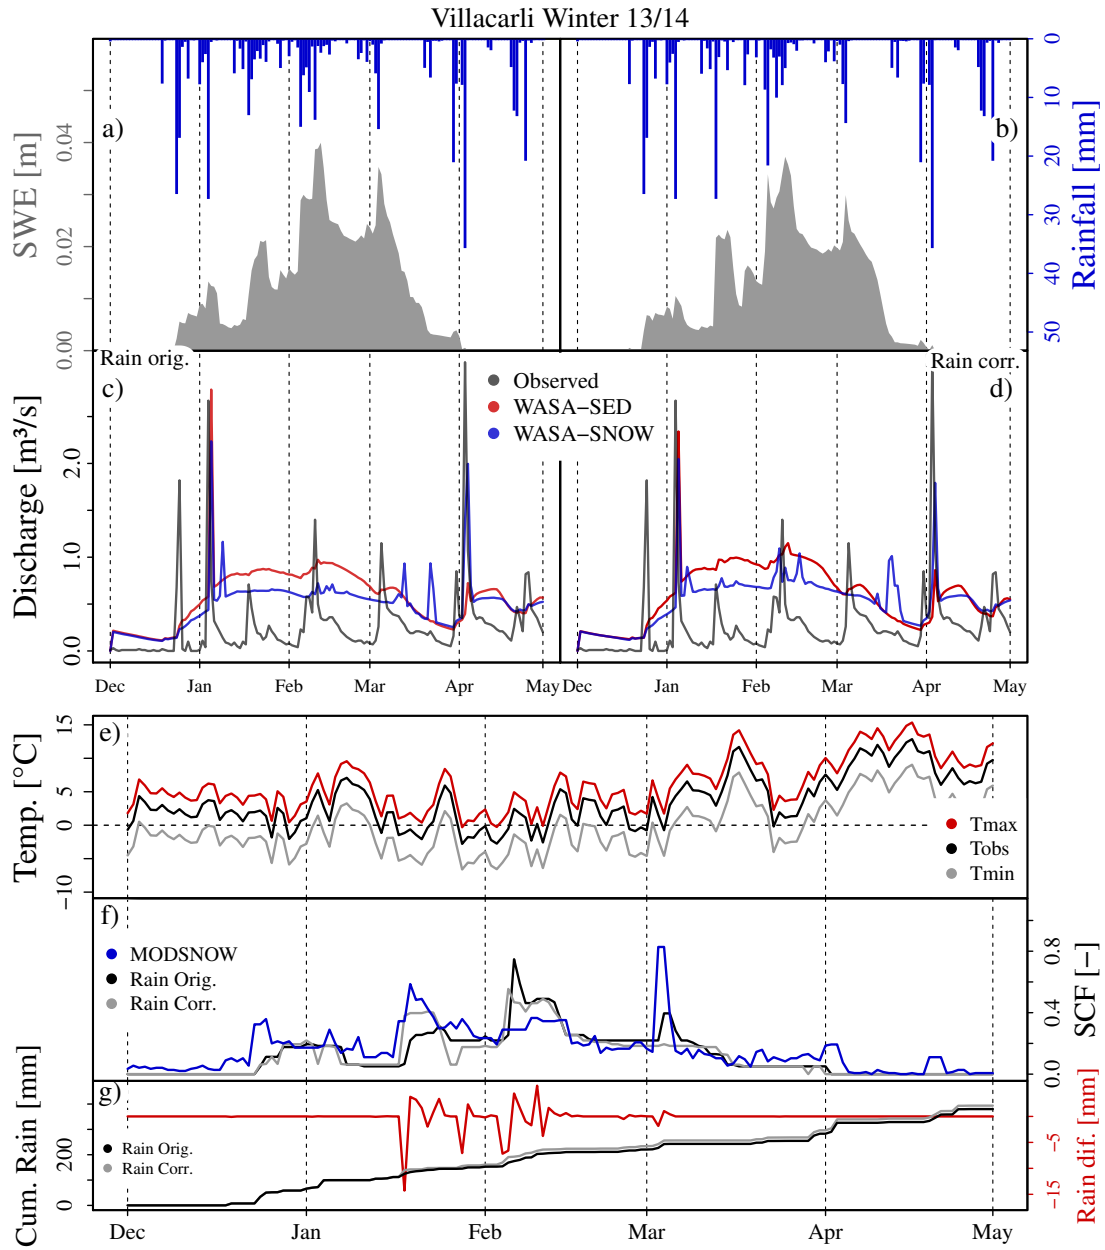 Villacarli Winter 13/14
a)
b)
SWE [m]
0.00
0.02
0.04
Rainfall [mm]
0
10
20
30
40
50
Rain orig.
Rain corr.
c)
d)
Observed
WASA−SED
WASA−SNOW
Discharge [m³/s]
0.0
1.0
2.0
Dec Jan Feb Mar Apr May Dec Jan Feb Mar Apr May
e)
Temp. [°C]
15
5
0
−10
Tmax
Tobs
Tmin
f)
MODSNOW
Rain Orig.
Rain Corr.
SCF [−]
0.8
0.4
0.0
g)
Rain Orig.
Rain Corr.
Cum. Rain [mm]
200
0
Rain dif. [mm]
−5
−15
Dec Jan Feb Mar Apr May